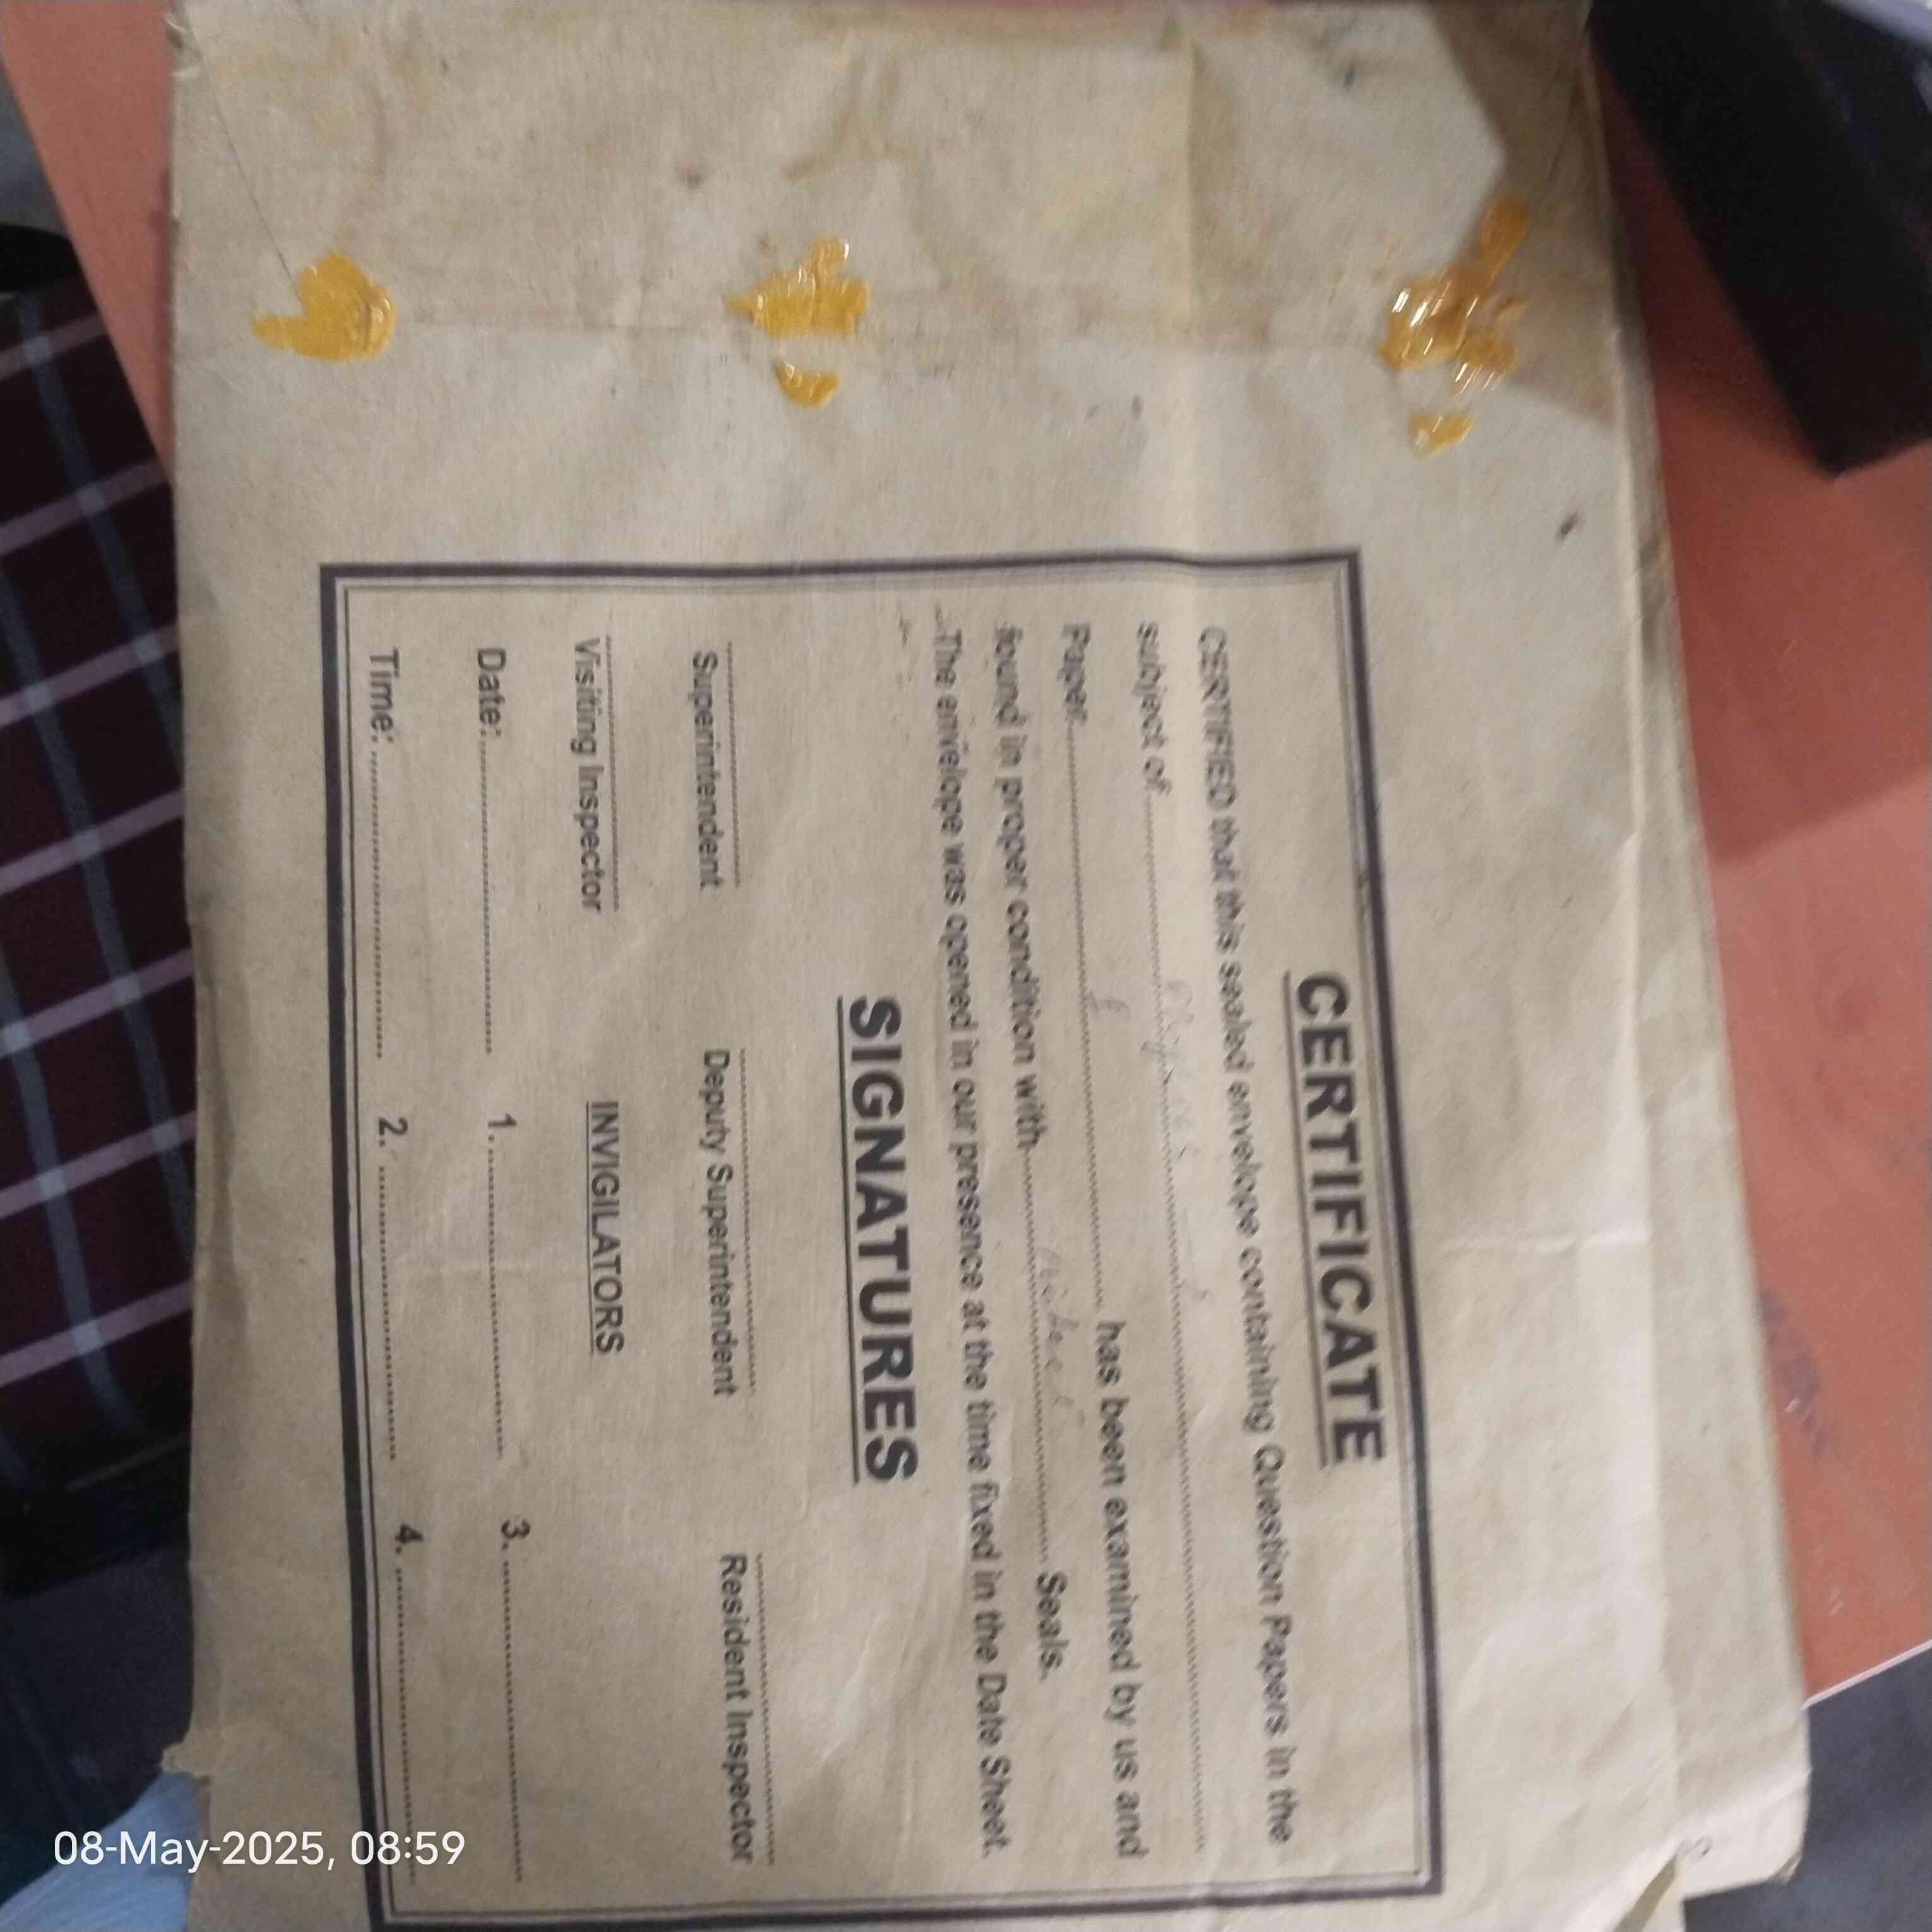 CERTIFICATE
CERTIFIED that this sealed envelope containing Question Papers in the
subject of
Paper I has been examined by us and
found in proper condition with Seals.
The envelope was opened in our presence at the time fixed in the Date Sheet.
SIGNATURES
Superintendent Deputy Superintendent Resident Inspector
Visiting Inspector INVIGILATORS
Date: 1. 3.
Time: 2. 4.
08-May-2025, 08:59